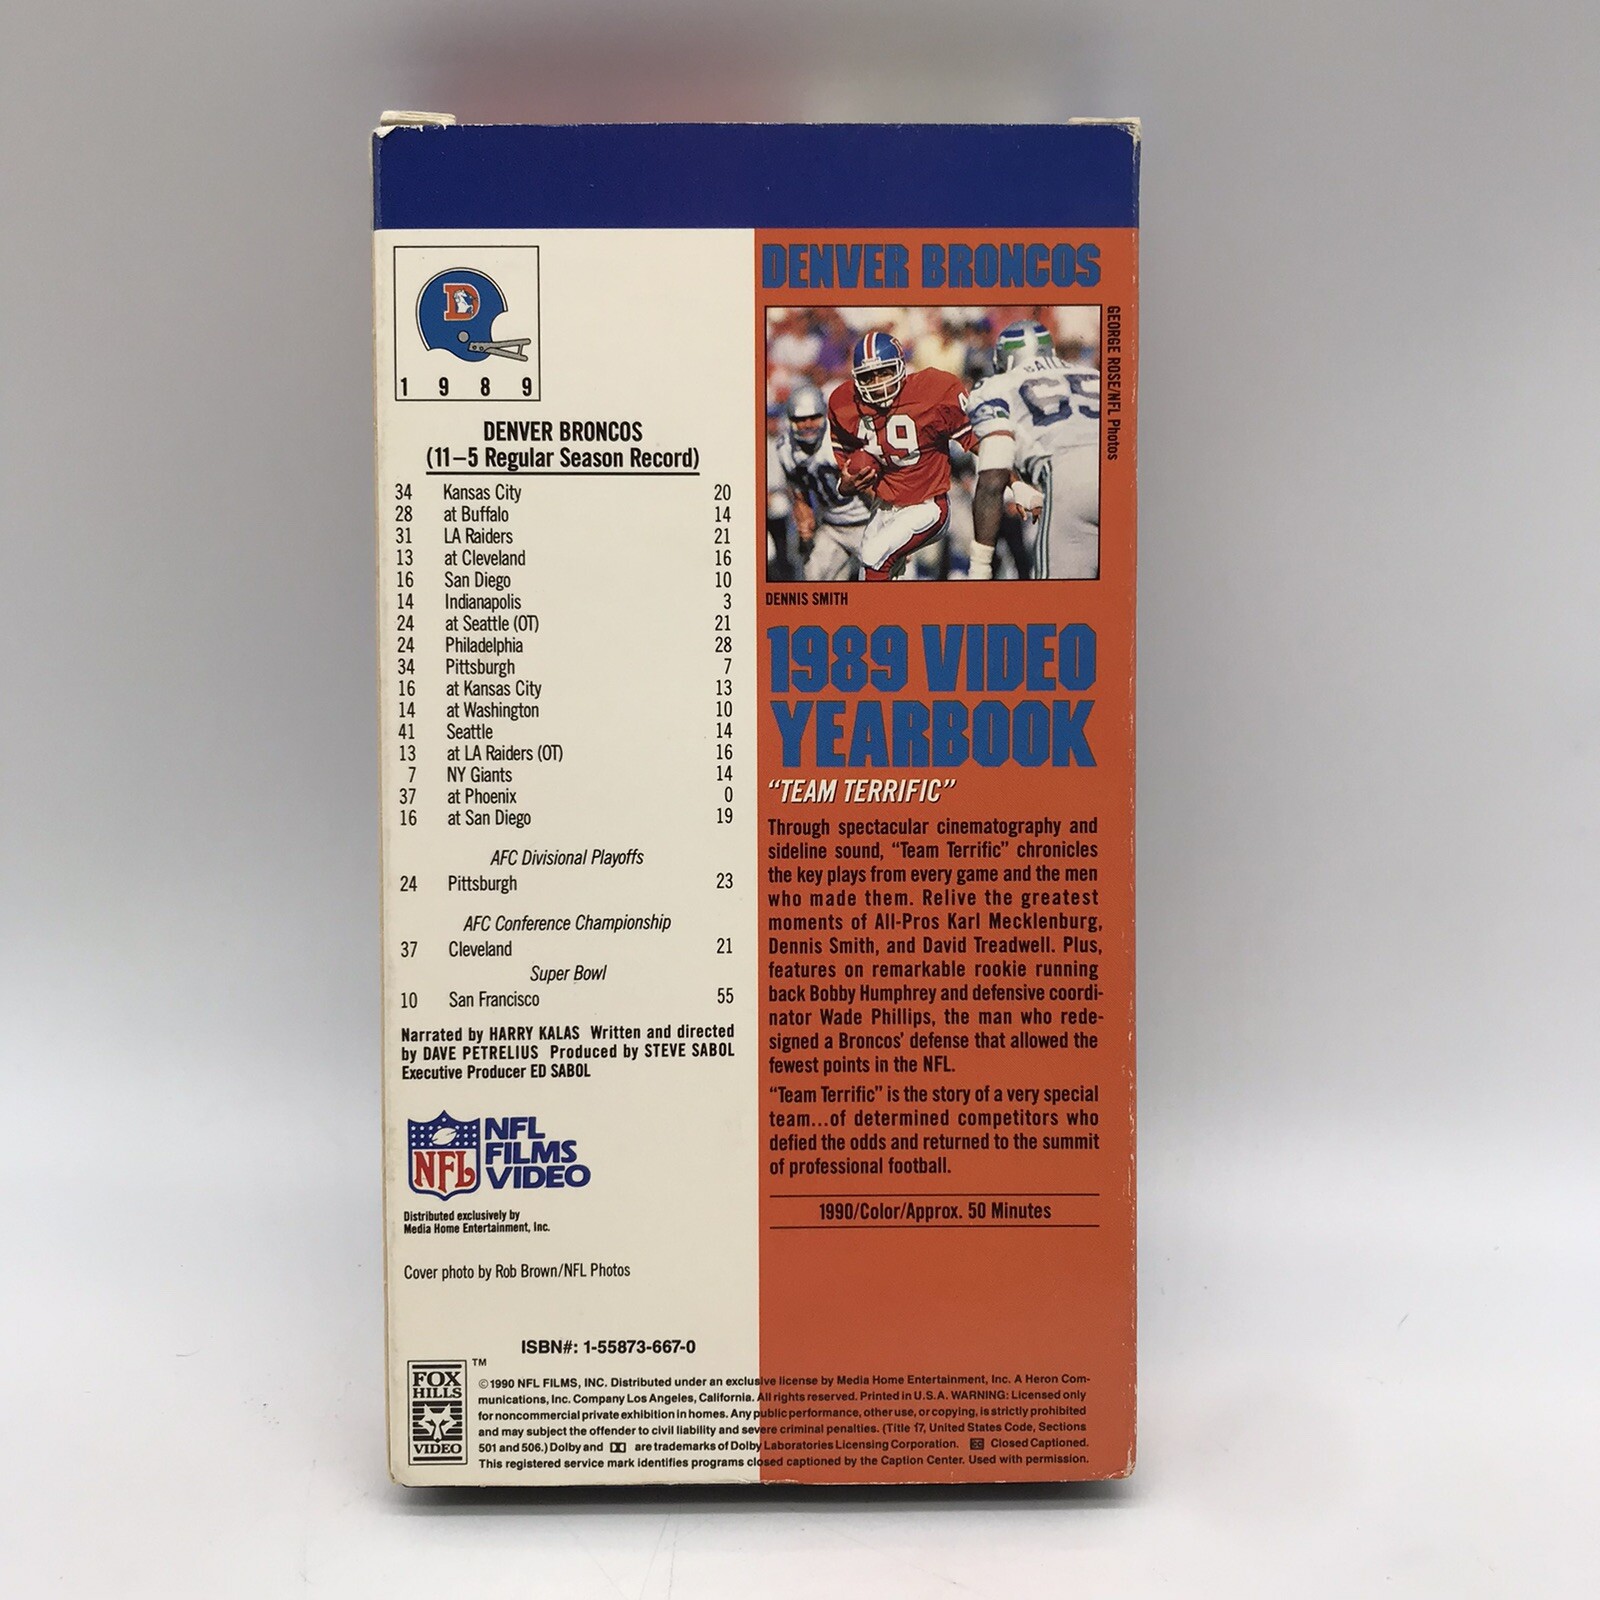 1 9 8 9
DENVER BRONCOS
(11–5 Regular Season Record)
34 Kansas City 20
28 at Buffalo 14
31 LA Raiders 21
13 at Cleveland 16
16 San Diego 10
14 Indianapolis 3
24 at Seattle (OT) 21
24 Philadelphia 28
34 Pittsburgh 7
16 at Kansas City 13
14 at Washington 10
41 Seattle 14
13 at LA Raiders (OT) 16
7 NY Giants 14
37 at Phoenix 0
16 at San Diego 19
AFC Divisional Playoffs
24 Pittsburgh 23
AFC Conference Championship
37 Cleveland 21
Super Bowl
10 San Francisco 55
Narrated by HARRY KALAS Written and directed
by DAVE PETRELIUS Produced by STEVE SABOL
Executive Producer ED SABOL
NFL
NFL
FILMS
VIDEO
Distributed exclusively by
Media Home Entertainment, Inc.
Cover photo by Rob Brown/NFL Photos
DENVER BRONCOS
D
49
65
GEORGE ROSE/NFL Photos
DENNIS SMITH
1989 VIDEO
YEARBOOK
“TEAM TERRIFIC”
Through spectacular cinematography and
sideline sound, “Team Terrific” chronicles
the key plays from every game and the men
who made them. Relive the greatest
moments of All-Pros Karl Mecklenburg,
Dennis Smith, and David Treadwell. Plus,
features on remarkable rookie running
back Bobby Humphrey and defensive coordi-
nator Wade Phillips, the man who rede-
signed a Broncos’ defense that allowed the
fewest points in the NFL.
“Team Terrific” is the story of a very special
team...of determined competitors who
defied the odds and returned to the summit
of professional football.
1990/Color/Approx. 50 Minutes
ISBN#: 1-55873-667-0
FOX
HILLS
VIDEO
TM
©1990 NFL FILMS, INC. Distributed under an exclusive license by Media Home Entertainment, Inc. A Heron Com-
munications, Inc. Company Los Angeles, California. All rights reserved. Printed in U.S.A. WARNING: Licensed only
for noncommercial private exhibition in homes. Any public performance, other use, or copying, is strictly prohibited
and may subject the offender to civil liability and severe criminal penalties. (Title 17, United States Code, Sections
501 and 506.) Dolby and are trademarks of Dolby Laboratories Licensing Corporation. Closed Captioned.
This registered service mark identifies programs closed captioned by the Caption Center. Used with permission.